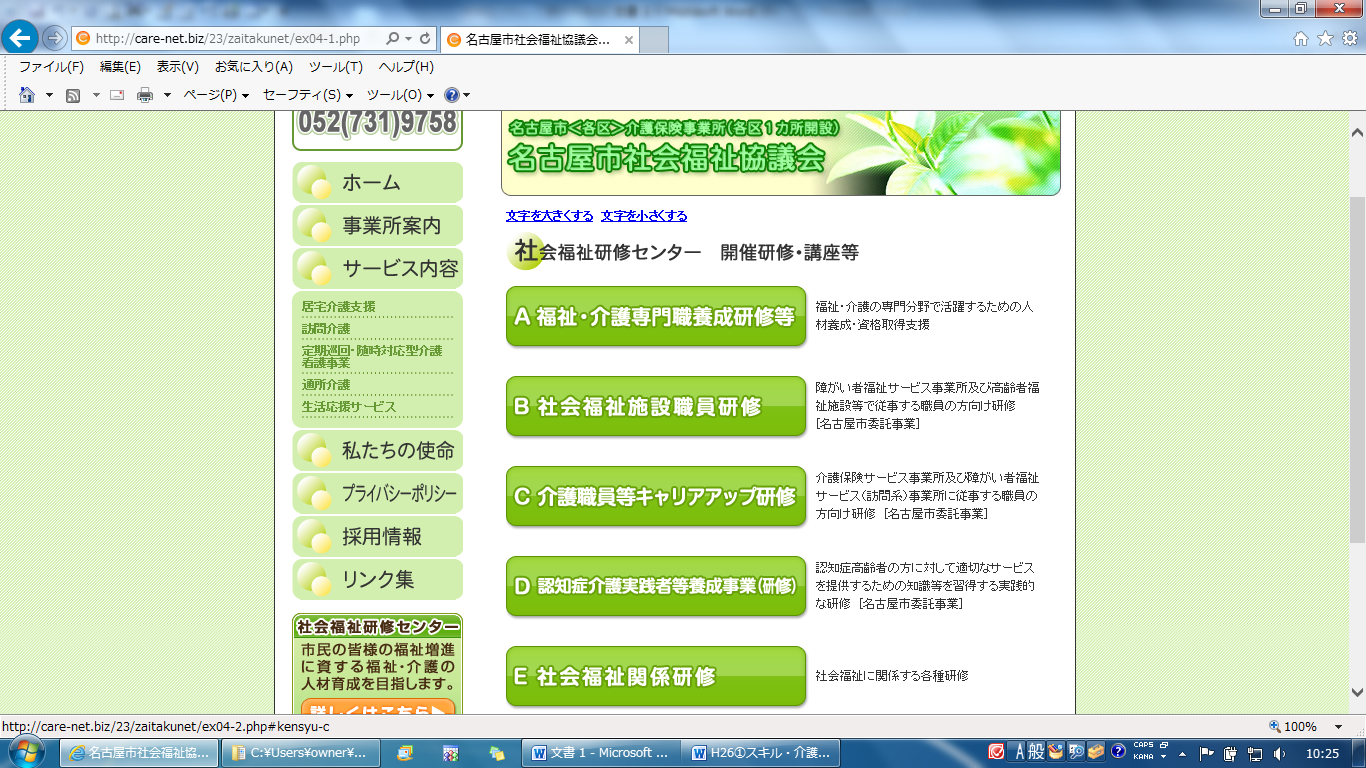 http://care-net.biz/23/zaitakunet/ex04-1.php
名古屋市社会福祉協議会...
ファイル(F) 編集(E) 表示(V) お気に入り(A) ツール(T) ヘルプ(H)
ページ(P) セーフティ(S) ツール(O)
052(731)9758
ホーム
事業所案内
サービス内容
居宅介護支援
訪問介護
定期巡回・随時対応型介護
看護事業
通所介護
生活応援サービス
私たちの使命
プライバシーポリシー
採用情報
リンク集
社会福祉研修センター
市民の皆様の福祉増進
に資する福祉・介護の
人材育成を目指します。
詳しくはこちら▶
名古屋市<各区>介護保険事業所(各区1カ所開設)
名古屋市社会福祉協議会
文字を大きくする 文字を小さくする
社会福祉研修センター 開催研修・講座等
A 福祉・介護専門職養成研修等
福祉・介護の専門分野で活躍するための人
材養成・資格取得支援
B 社会福祉施設職員研修
障がい者福祉サービス事業所及び高齢者福
祉施設等で従事する職員の方向け研修
[名古屋市委託事業]
C 介護職員等キャリアアップ研修
介護保険サービス事業所及び障がい者福祉
サービス(訪問系)事業所に従事する職員の
方向け研修 [名古屋市委託事業]
D 認知症介護実践者等養成事業(研修)
認知症高齢者の方に対して適切なサービス
を提供するための知識等を習得する実践的
な研修 [名古屋市委託事業]
E 社会福祉関係研修
社会福祉に関係する各種研修
http://care-net.biz/23/zaitakunet/ex04-2.php#kensyu-c
100%
名古屋市社会福祉協...
C:¥Users¥owner¥...
文書 1 - Microsoft ...
H26①スキル・介護...
A 般
CAPS
KANA
10:25